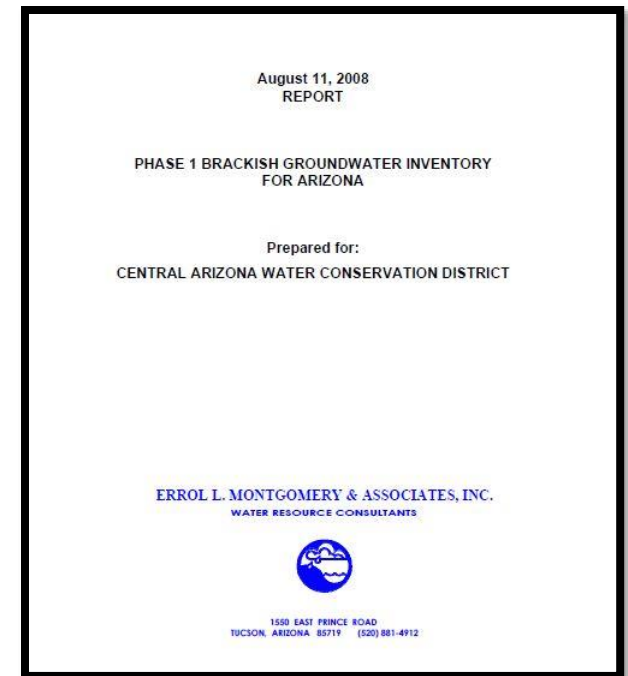 August 11, 2008
REPORT
PHASE 1 BRACKISH GROUNDWATER INVENTORY
FOR ARIZONA
Prepared for:
CENTRAL ARIZONA WATER CONSERVATION DISTRICT
ERROL L. MONTGOMERY & ASSOCIATES, INC.
WATER RESOURCE CONSULTANTS
1550 EAST PRINCE ROAD
TUCSON, ARIZONA 85719 (520) 881-4912